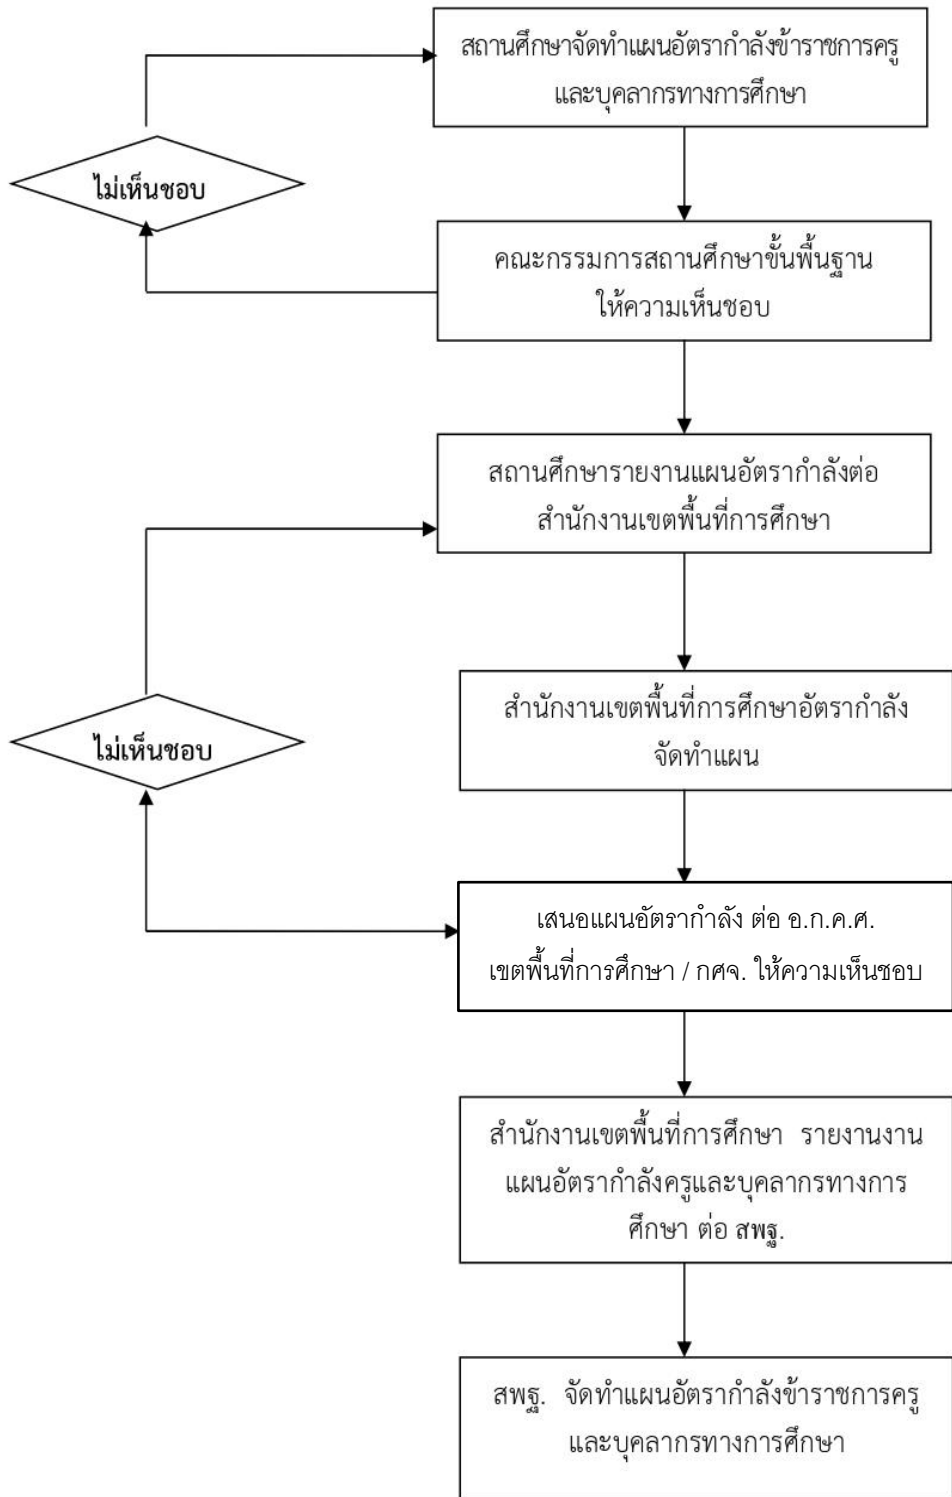 สถานศึกษาจัดทำแผนอัตรากำลังข้าราชการครู
และบุคลากรทางการศึกษา
ไม่เห็นชอบ
คณะกรรมการสถานศึกษาขั้นพื้นฐาน
ให้ความเห็นชอบ
สถานศึกษารายงานแผนอัตรากำลังต่อ
สำนักงานเขตพื้นที่การศึกษา
สำนักงานเขตพื้นที่การศึกษาอัตรากำลัง
จัดทำแผน
ไม่เห็นชอบ
เสนอแผนอัตรากำลัง ต่อ อ.ก.ค.ศ.
เขตพื้นที่การศึกษา / กศจ. ให้ความเห็นชอบ
สำนักงานเขตพื้นที่การศึกษา รายงานงาน
แผนอัตรากำลังครูและบุคลากรทางการ
ศึกษา ต่อ สพฐ.
สพฐ. จัดทำแผนอัตรากำลังข้าราชการครู
และบุคลากรทางการศึกษา